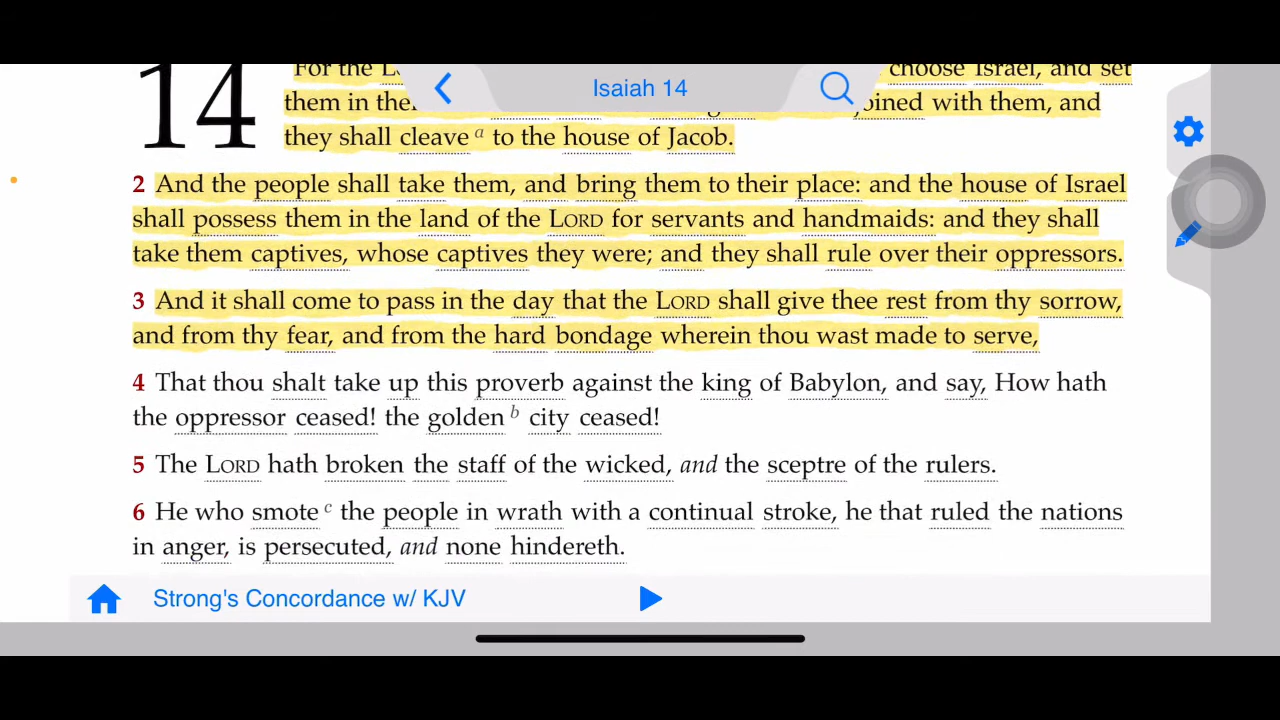 14
For the
choose Israel, and set
Isaiah 14
them in the
joined with them, and
they shall cleave a to the house of Jacob.
2 And the people shall take them, and bring them to their place: and the house of Israel
shall possess them in the land of the LORD for servants and handmaids: and they shall
take them captives, whose captives they were; and they shall rule over their oppressors.
3 And it shall come to pass in the day that the LORD shall give thee rest from thy sorrow,
and from thy fear, and from the hard bondage wherein thou wast made to serve,
4 That thou shalt take up this proverb against the king of Babylon, and say, How hath
the oppressor ceased! the golden b city ceased!
5 The LORD hath broken the staff of the wicked, and the sceptre of the rulers.
6 He who smote c the people in wrath with a continual stroke, he that ruled the nations
in anger, is persecuted, and none hindereth.
Strong's Concordance w/ KJV